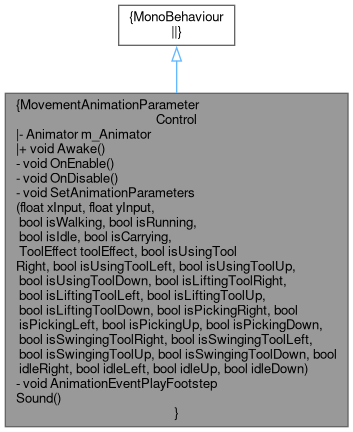 {MonoBehaviour
||}
{MovementAnimationParameter
Control
|- Animator m_Animator
|+ void Awake()
- void OnEnable()
- void OnDisable()
- void SetAnimationParameters
(float xInput, float yInput,
bool isWalking, bool isRunning,
bool isIdle, bool isCarrying,
ToolEffect toolEffect, bool isUsingTool
Right, bool isUsingToolLeft, bool isUsingToolUp,
bool isUsingToolDown, bool isLiftingToolRight,
bool isLiftingToolLeft, bool isLiftingToolUp,
bool isLiftingToolDown, bool isPickingRight, bool
isPickingLeft, bool isPickingUp, bool isPickingDown,
bool isSwingingToolRight, bool isSwingingToolLeft,
bool isSwingingToolUp, bool isSwingingToolDown, bool
idleRight, bool idleLeft, bool idleUp, bool idleDown)
- void AnimationEventPlayFootstep
Sound()
}